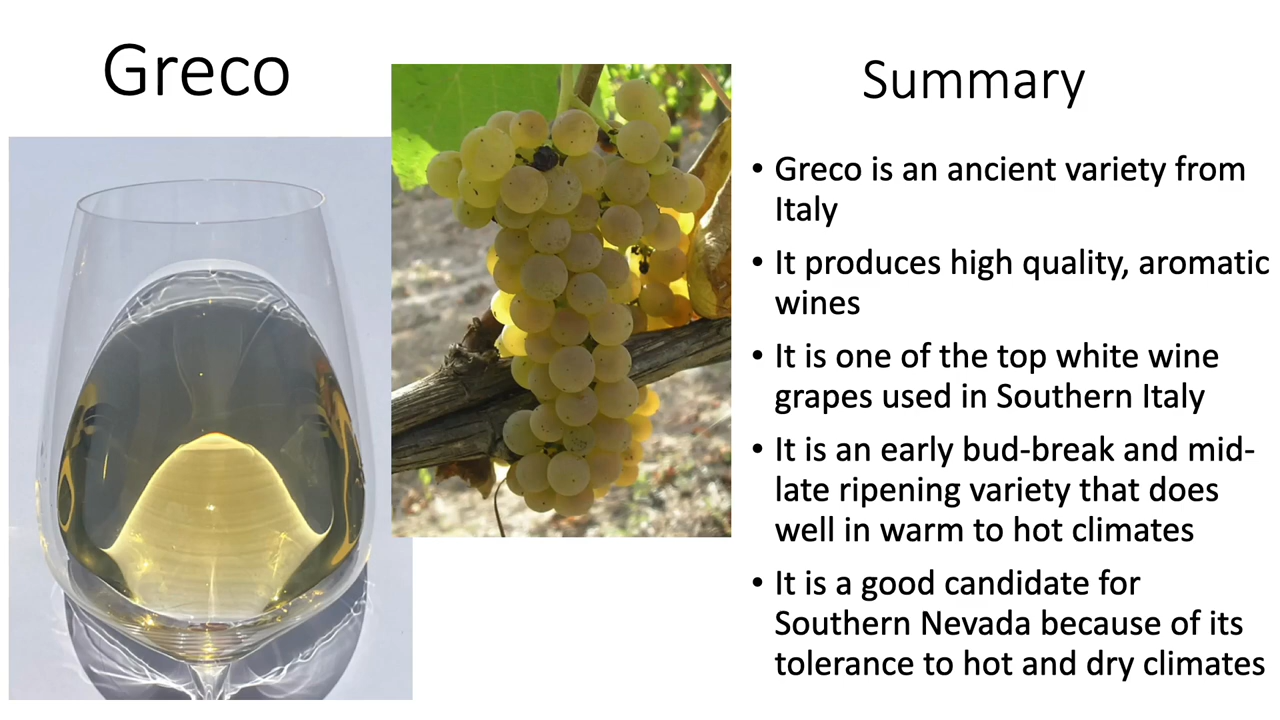 Greco
Summary
• Greco is an ancient variety from
Italy
• It produces high quality, aromatic
wines
• It is one of the top white wine
grapes used in Southern Italy
• It is an early bud-break and mid-
late ripening variety that does
well in warm to hot climates
• It is a good candidate for
Southern Nevada because of its
tolerance to hot and dry climates